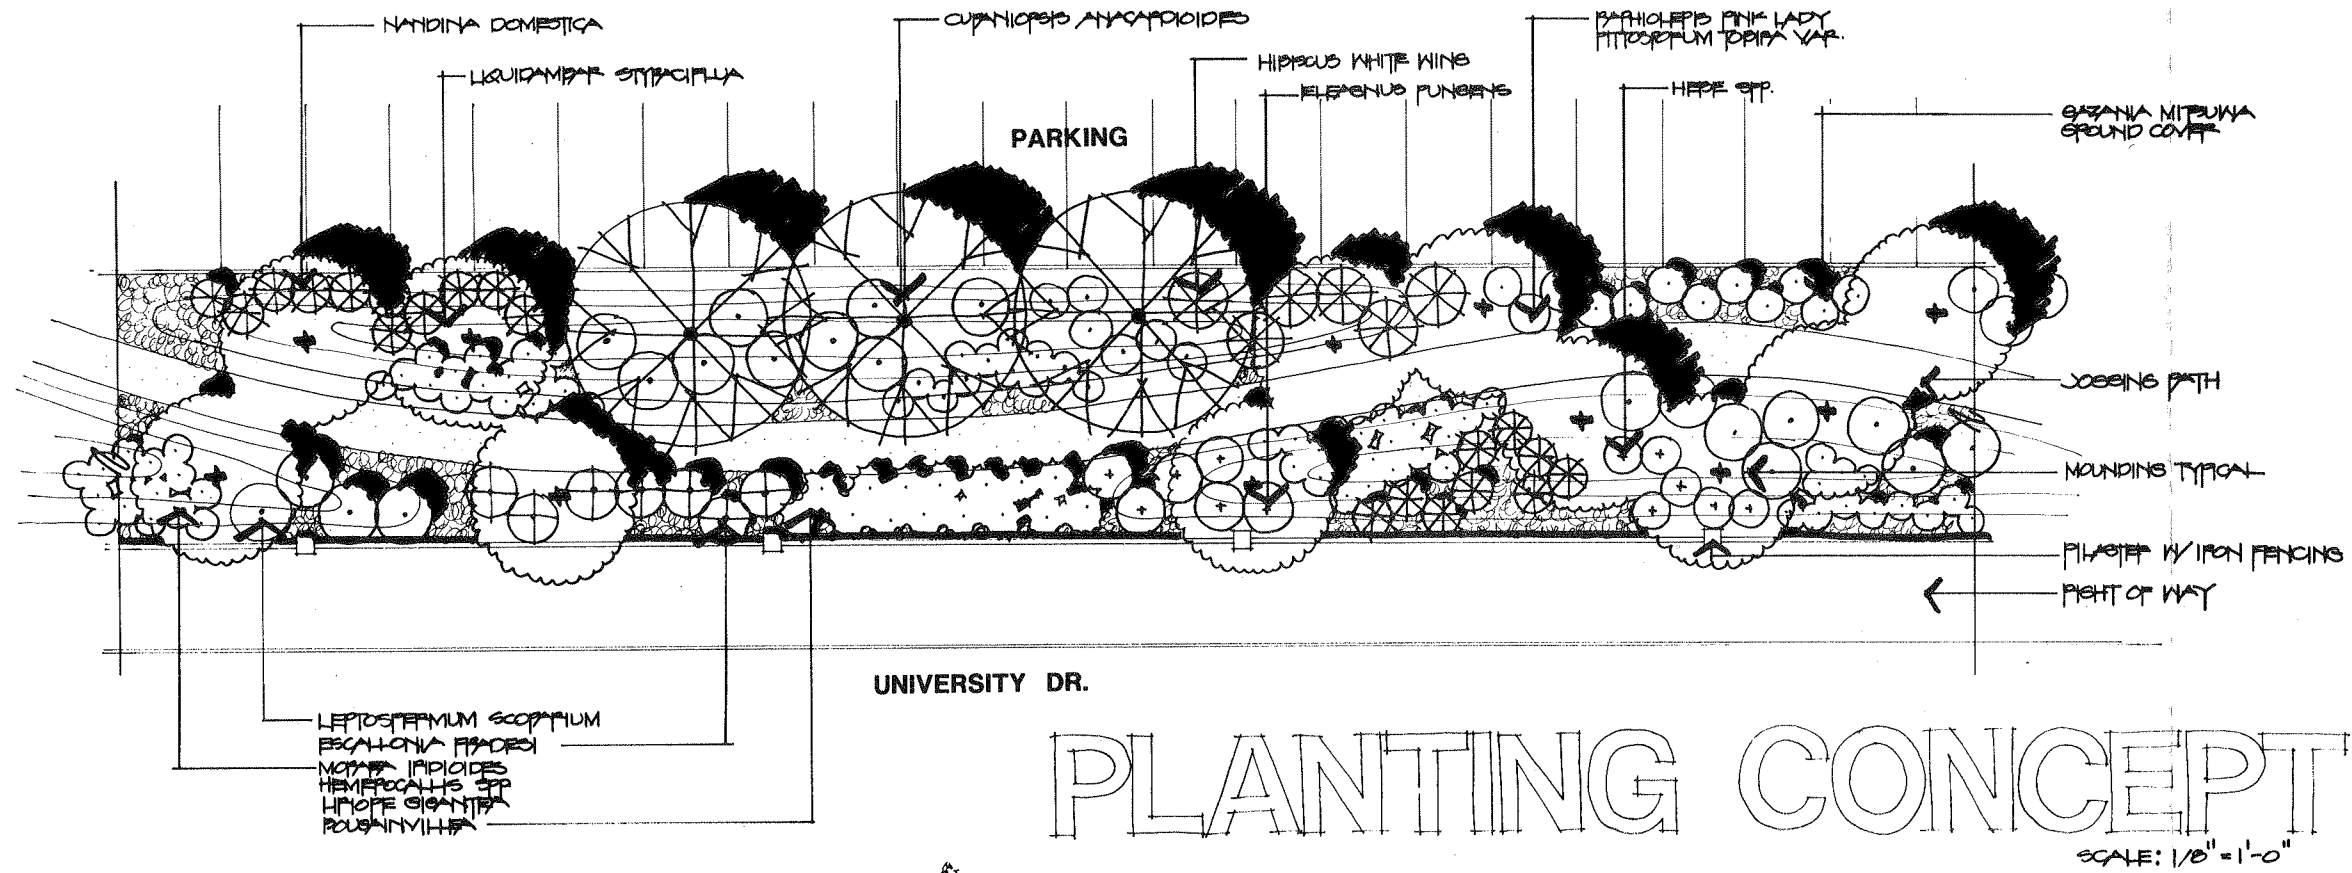 NANDINA DOMESTICA
CUPANIOPSIS ANACARDIOIDES
RAPHIOLEPIS PINK LADY
PITTOSPORUM TOBIRA VAR.
LIQUIDAMBAR STYRACIFLUA
HIBISCUS WHITE WING
ELEAGNUS PUNGENS
HEBE SPP.
GAZANIA MITSUWA
GROUND COVER
PARKING
JOGGING PATH
MOUNDING TYPICAL
PILASTER W/ IRON FENCING
RIGHT OF WAY
UNIVERSITY DR.
LEPTOSPERMUM SCOPARIUM
ESCALLONIA FRADESI
MORAEA IRIDIOIDES
HEMEROCALLIS SPP
LIRIOPE GIGANTEA
BOUGAINVILLEA
PLANTING CONCEPT
SCALE: 1/8" = 1'-0"